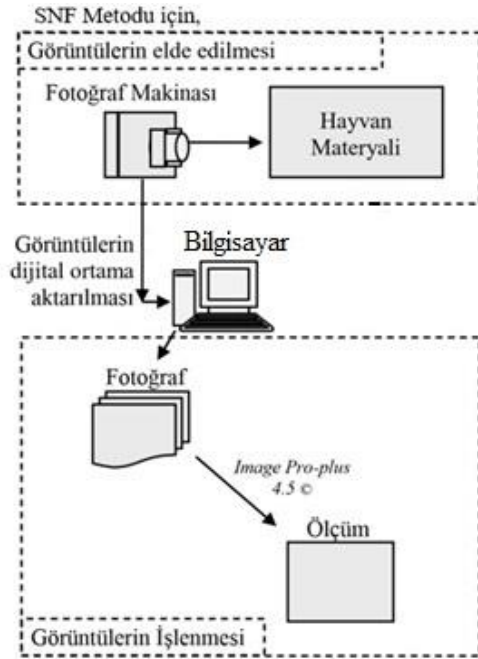 SNF Metodu için,
Görüntülerin elde edilmesi
Fotoğraf Makinası
Hayvan
Materyali
Görüntülerin
dijital ortama
aktarılması
Bilgisayar
Fotoğraf
Image Pro-plus
4.5 ©
Ölçüm
Görüntülerin İşlenmesi